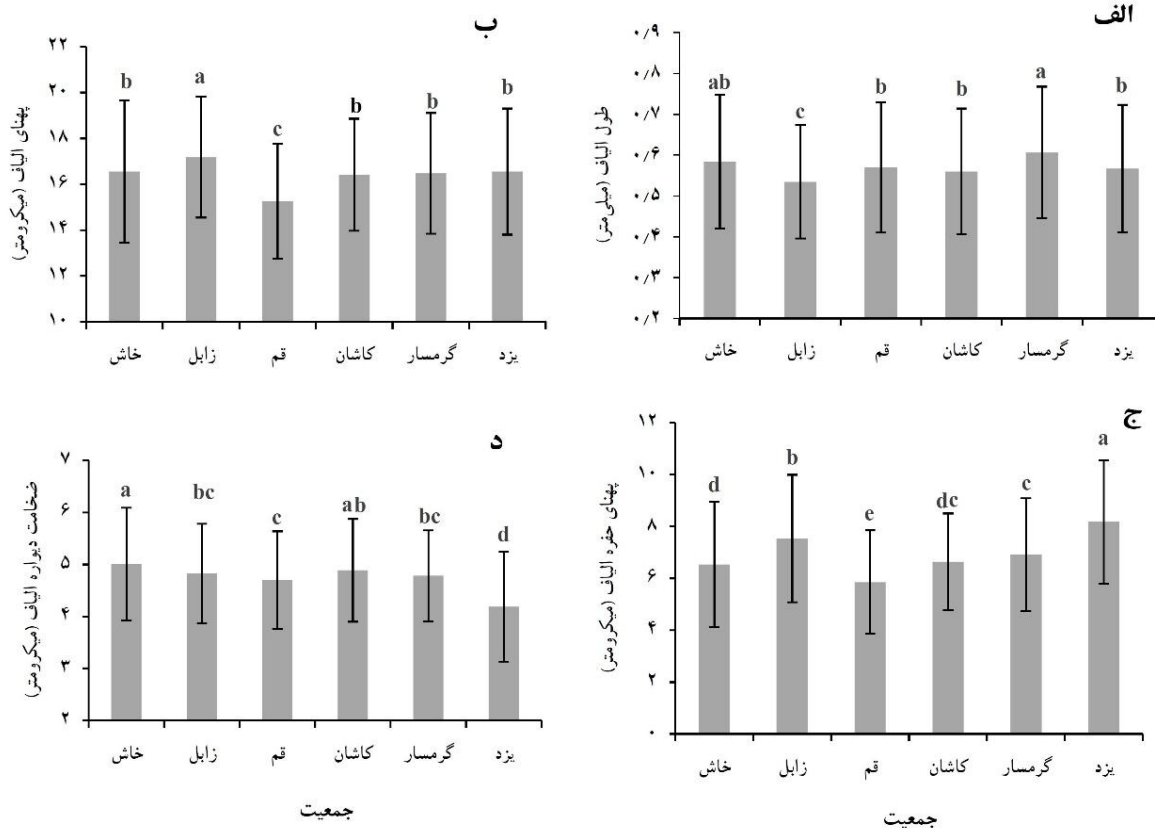 الف
طول الیاف (میلی‌متر)
۰/۹
۰/۸
۰/۷
۰/۶
۰/۵
۰/۴
۰/۳
۰/۲
ab c b b a b
خاش زابل قم کاشان گرمسار یزد
ب
پهنای الیاف (میکرومتر)
۲۲
۲۰
۱۸
۱۶
۱۴
۱۲
۱۰
b a c b b b
خاش زابل قم کاشان گرمسار یزد
ج
پهنای حفره الیاف (میکرومتر)
۱۲
۱۰
۸
۶
۴
۲
۰
d b e dc c a
خاش زابل قم کاشان گرمسار یزد
جمعیت
د
ضخامت دیواره الیاف (میکرومتر)
۷
۶
۵
۴
۳
۲
a bc c ab bc d
خاش زابل قم کاشان گرمسار یزد
جمعیت